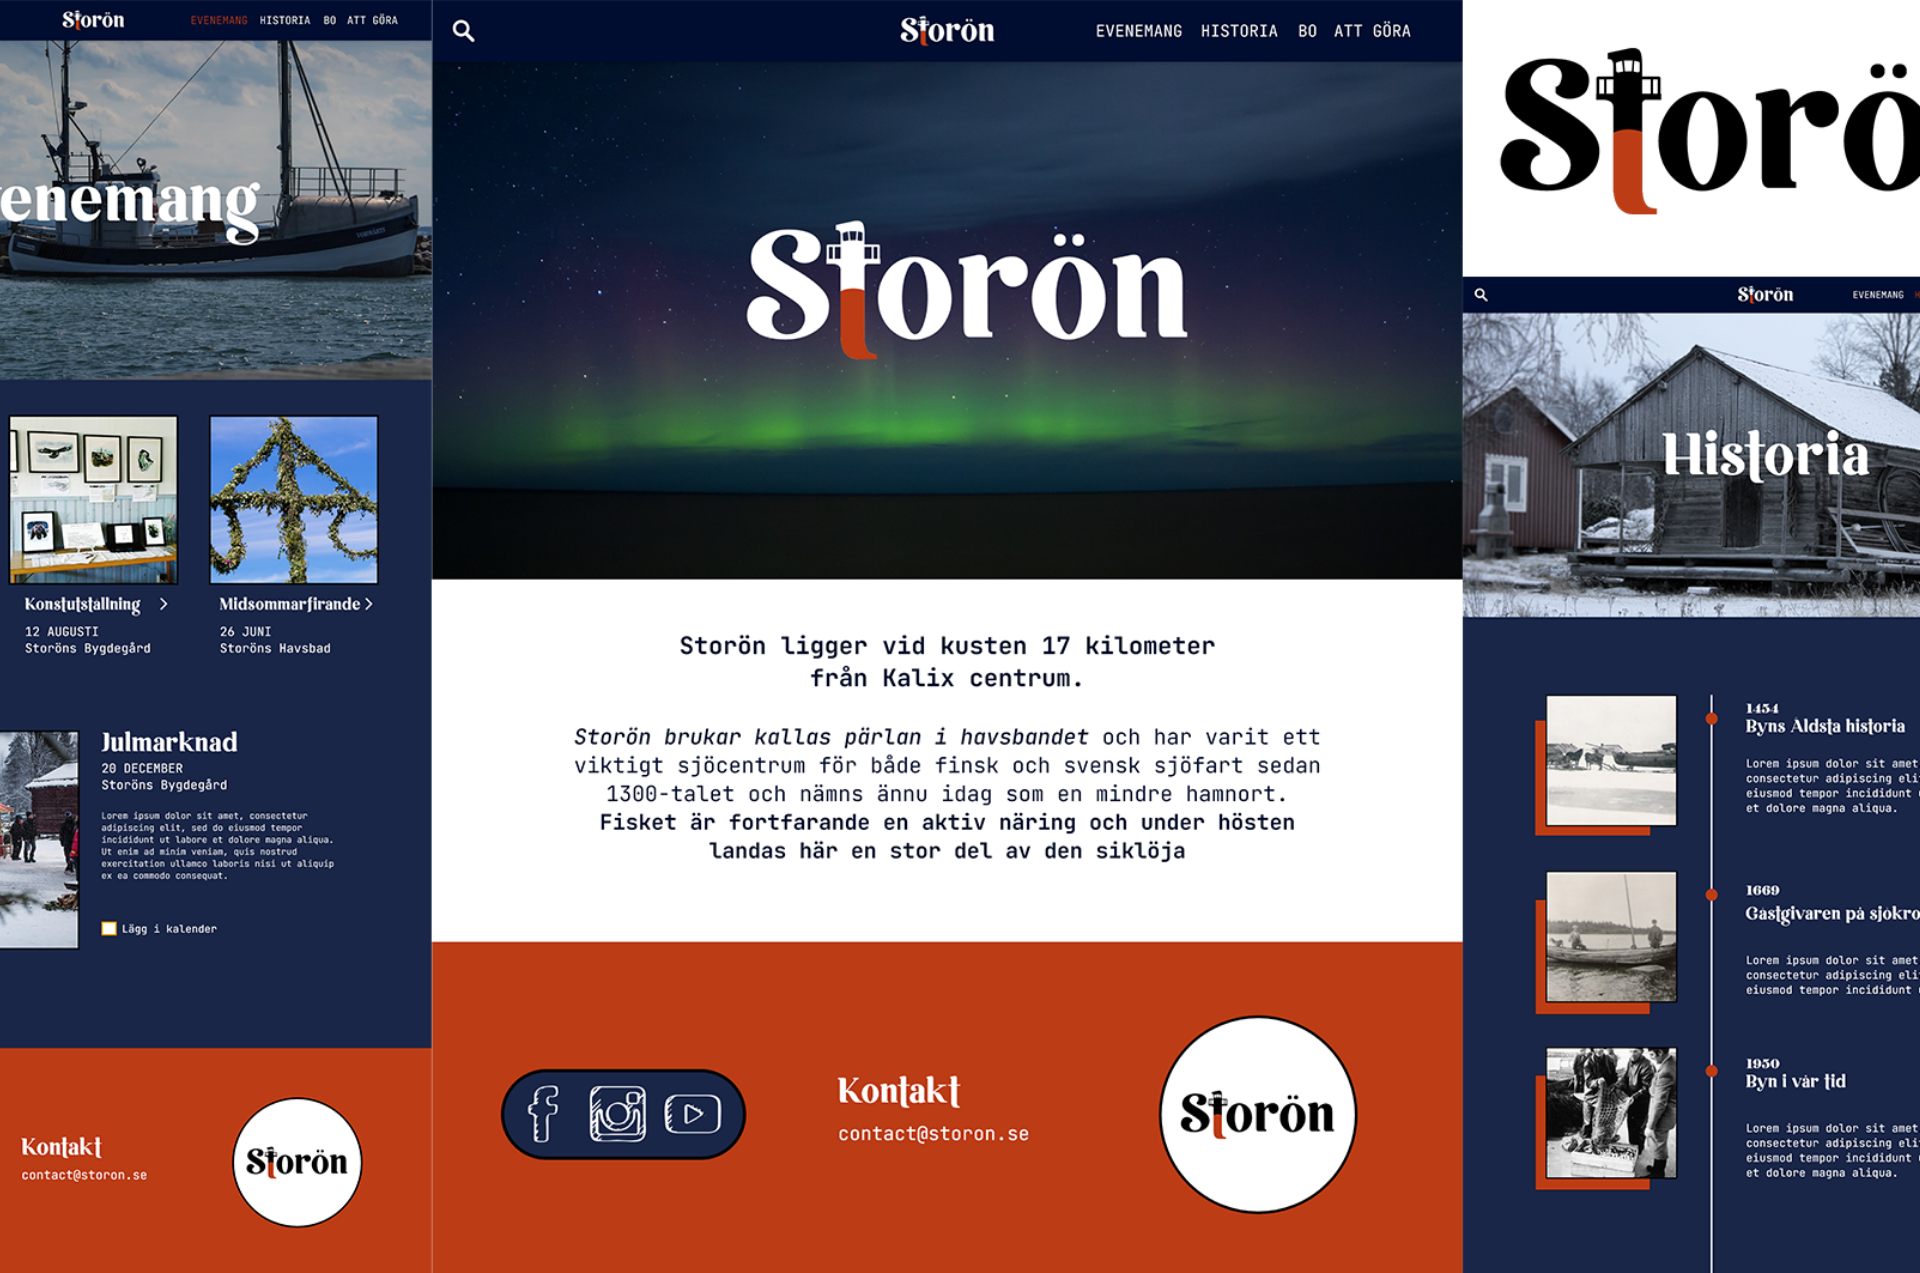 Storön
EVENEMANG HISTORIA BO ATT GÖRA
venemang
Konstutstallning
12 AUGUSTI
Storöns Bygdegård
Midsommarfirande
26 JUNI
Storöns Havsbad
Julmarknad
20 DECEMBER
Storöns Bygdegård
Lorem ipsum dolor sit amet, consectetur
adipiscing elit, sed do eiusmod tempor
incididunt ut labore et dolore magna aliqua.
Ut enim ad minim veniam, quis nostrud
exercitation ullamco laboris nisi ut aliquip
ex ea commodo consequat.
Lägg i kalender
Kontakt
contact@storon.se
Storön
Storön
EVENEMANG HISTORIA BO ATT GÖRA
Storön
Storön ligger vid kusten 17 kilometer
från Kalix centrum.
Storön brukar kallas pärlan i havsbandet och har varit ett
viktigt sjöcentrum för både finsk och svensk sjöfart sedan
1300-talet och nämns ännu idag som en mindre hamnort.
Fisket är fortfarande en aktiv näring och under hösten
landas här en stor del av den siklöja
Kontakt
contact@storon.se
Storön
Storö
Storön
EVENEMANG H
Historia
1454
Byns Äldsta historia
Lorem ipsum dolor sit amet
consectetur adipiscing eli
eiusmod tempor incididunt
et dolore magna aliqua.
1669
Gästgivaren på sjökro
Lorem ipsum dolor sit amet
consectetur adipiscing eli
eiusmod tempor incididunt
1950
Byn i vår tid
Lorem ipsum dolor sit amet
consectetur adipiscing eli
eiusmod tempor incididunt
et dolore magna aliqua.